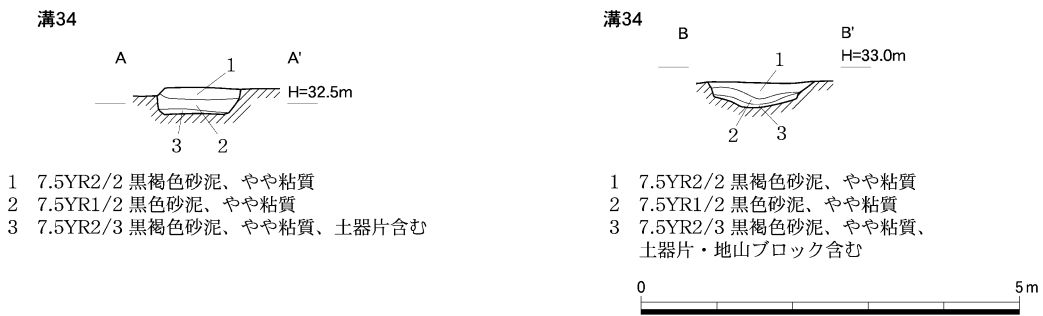 溝34
A
A'
1
H=32.5m
3
2
1 7.5YR2/2 黒褐色砂泥、やや粘質
2 7.5YR1/2 黒色砂泥、やや粘質
3 7.5YR2/3 黒褐色砂泥、やや粘質、土器片含む
溝34
B
B'
1
H=33.0m
2
3
1 7.5YR2/2 黒褐色砂泥、やや粘質
2 7.5YR1/2 黒色砂泥、やや粘質
3 7.5YR2/3 黒褐色砂泥、やや粘質、
土器片・地山ブロック含む
0
5m